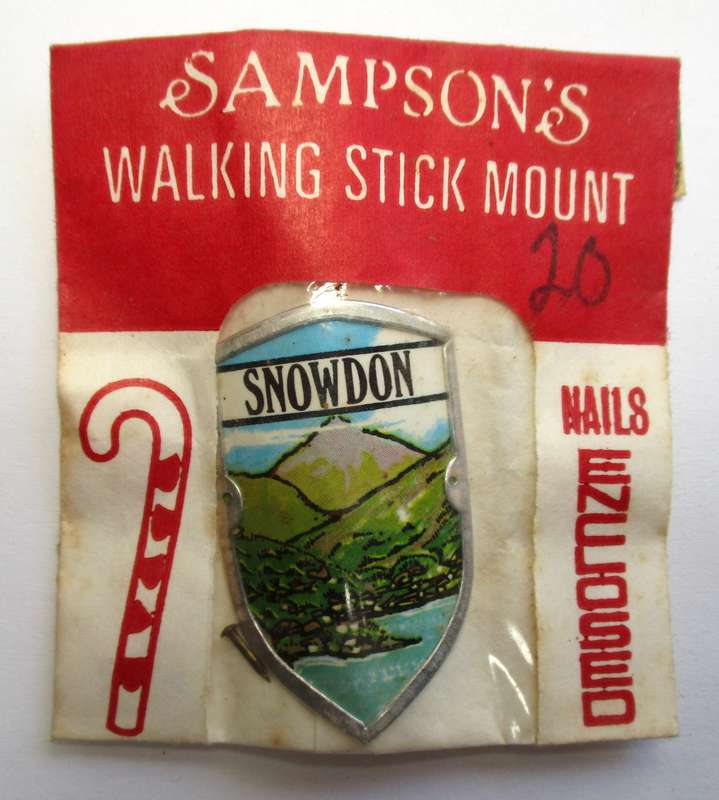 SAMPSON'S
WALKING STICK MOUNT
20
SNOWDON
NAILS
ENCLOSED